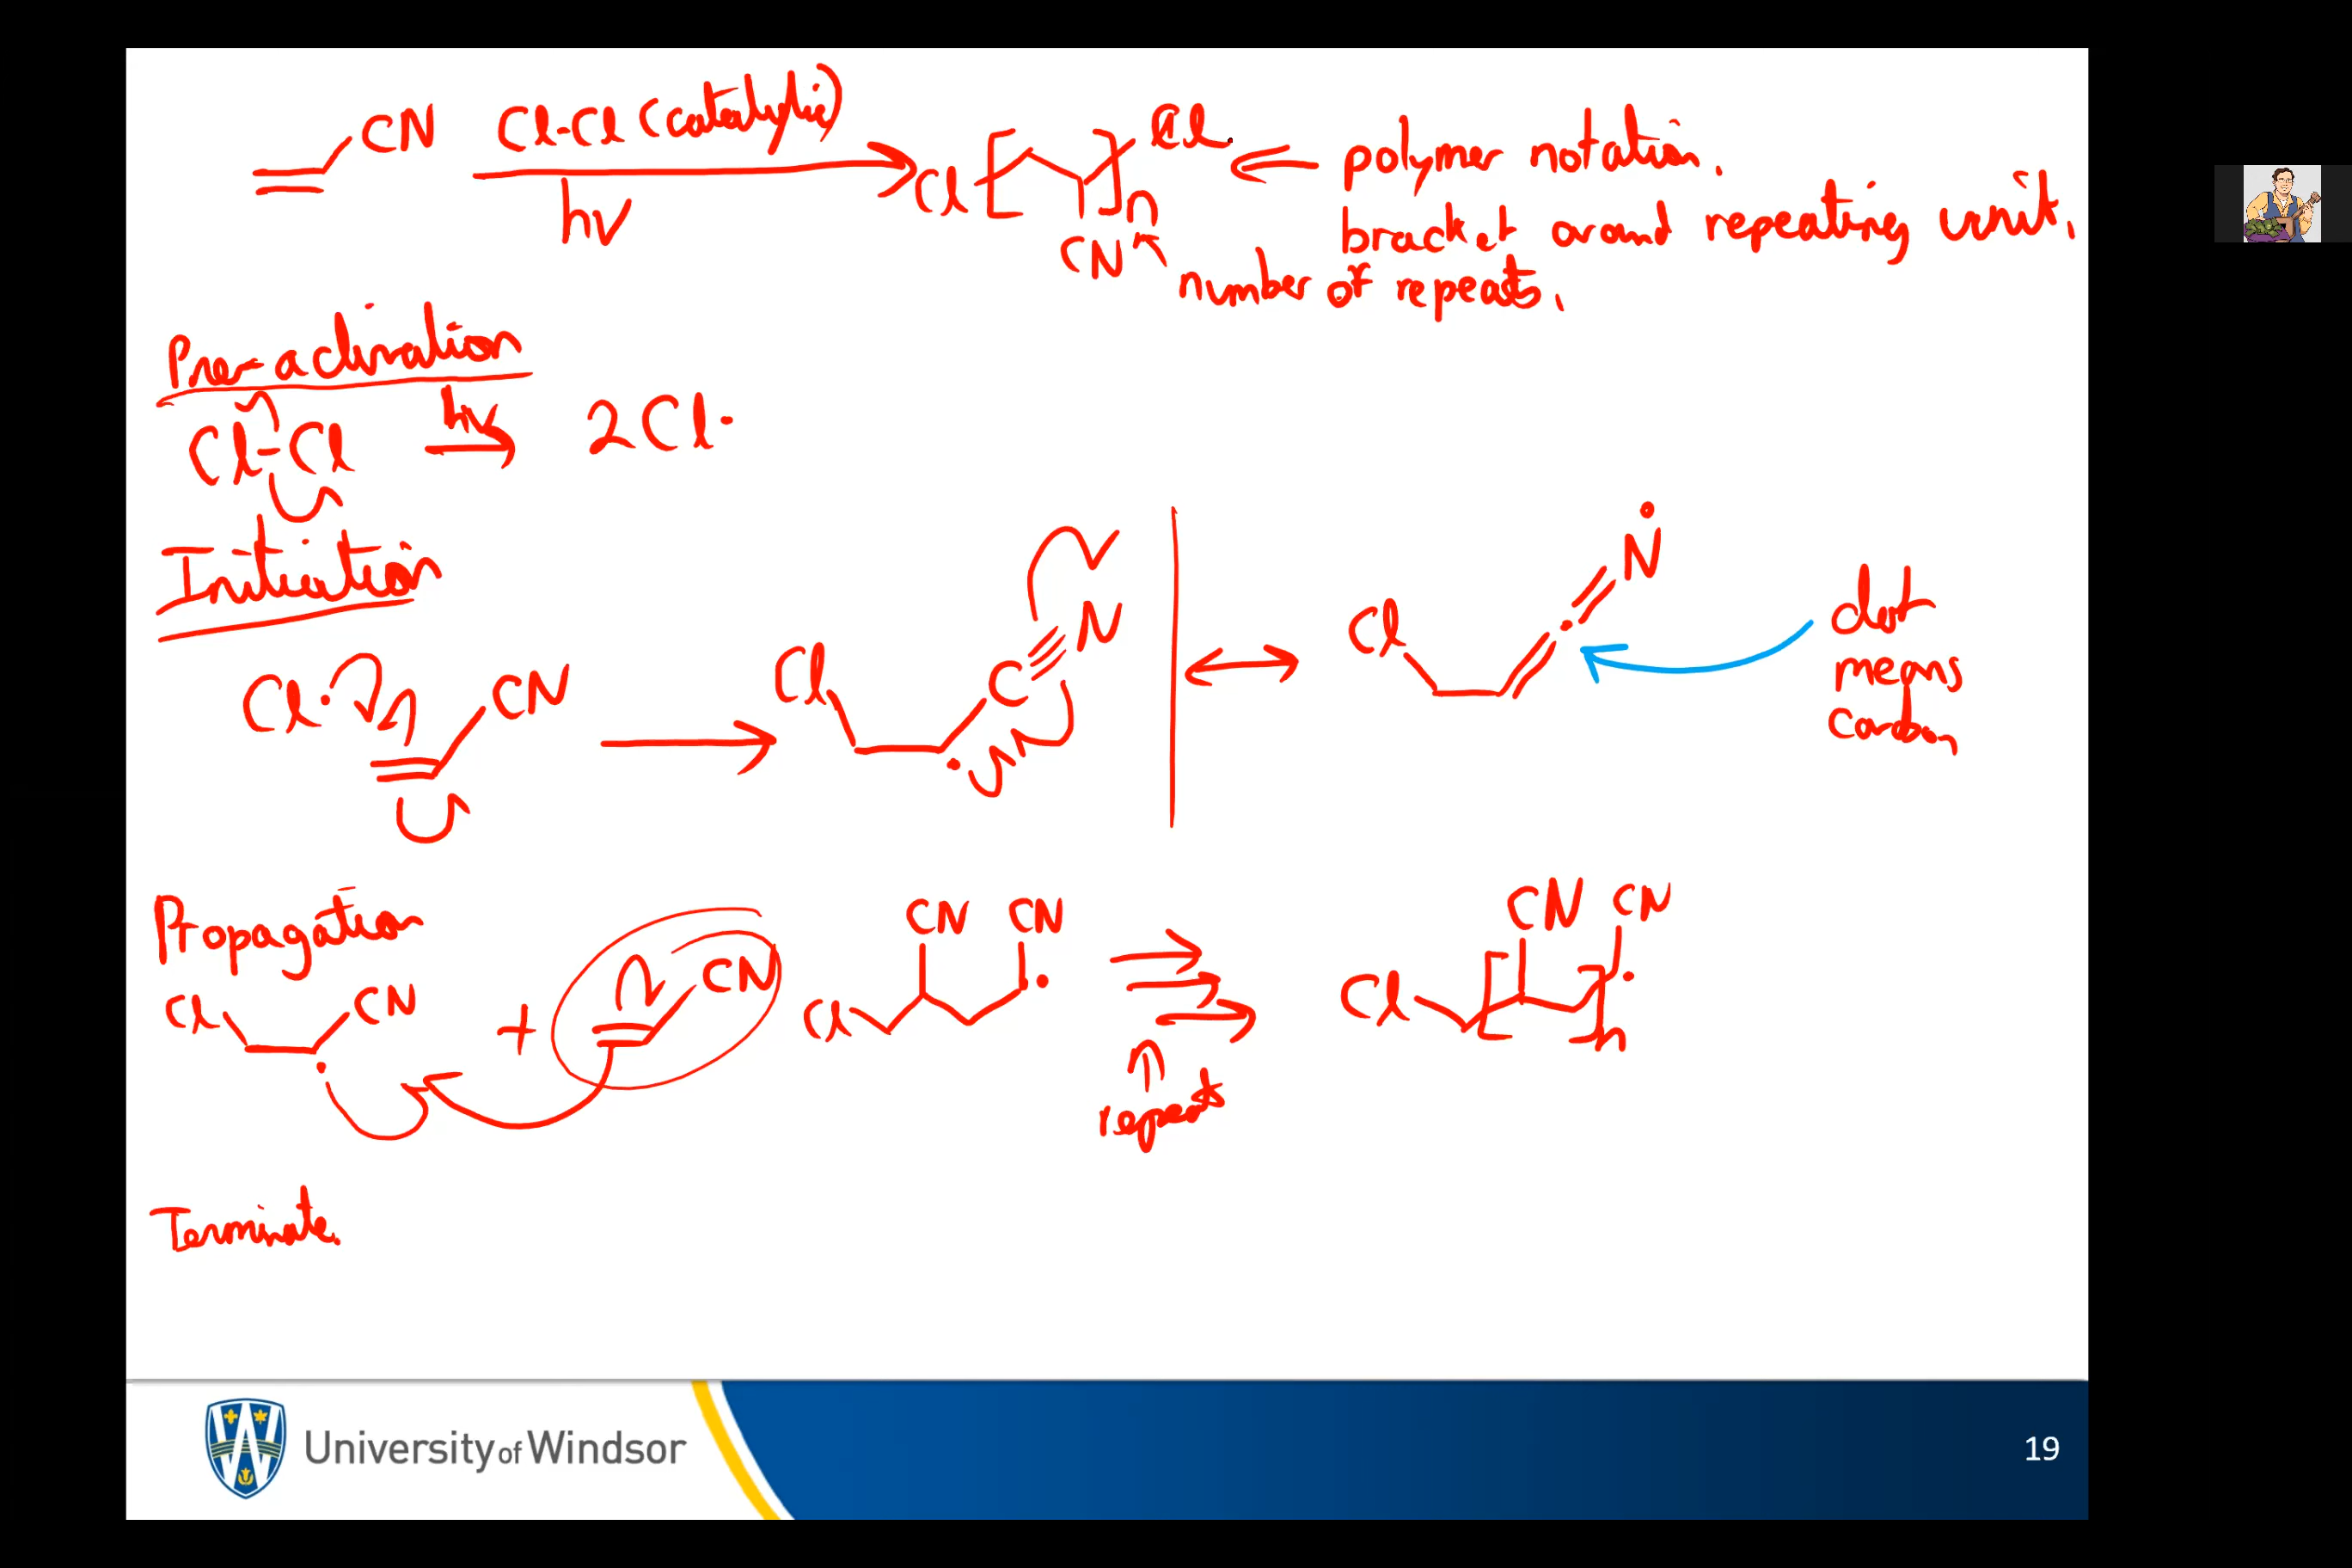 CN Cl-Cl (catalytic) Cl Cl polymer notation.
hν n bracket around repeating unit.
CN number of repeats.
Pre-activation
Cl-Cl hν 2Cl·
Initiation
Cl· CN Cl C N Cl N dot
means
carbon
Propagation
Cl CN + CN Cl CN CN Cl CN CN n
repeats
Terminate
University of Windsor
19